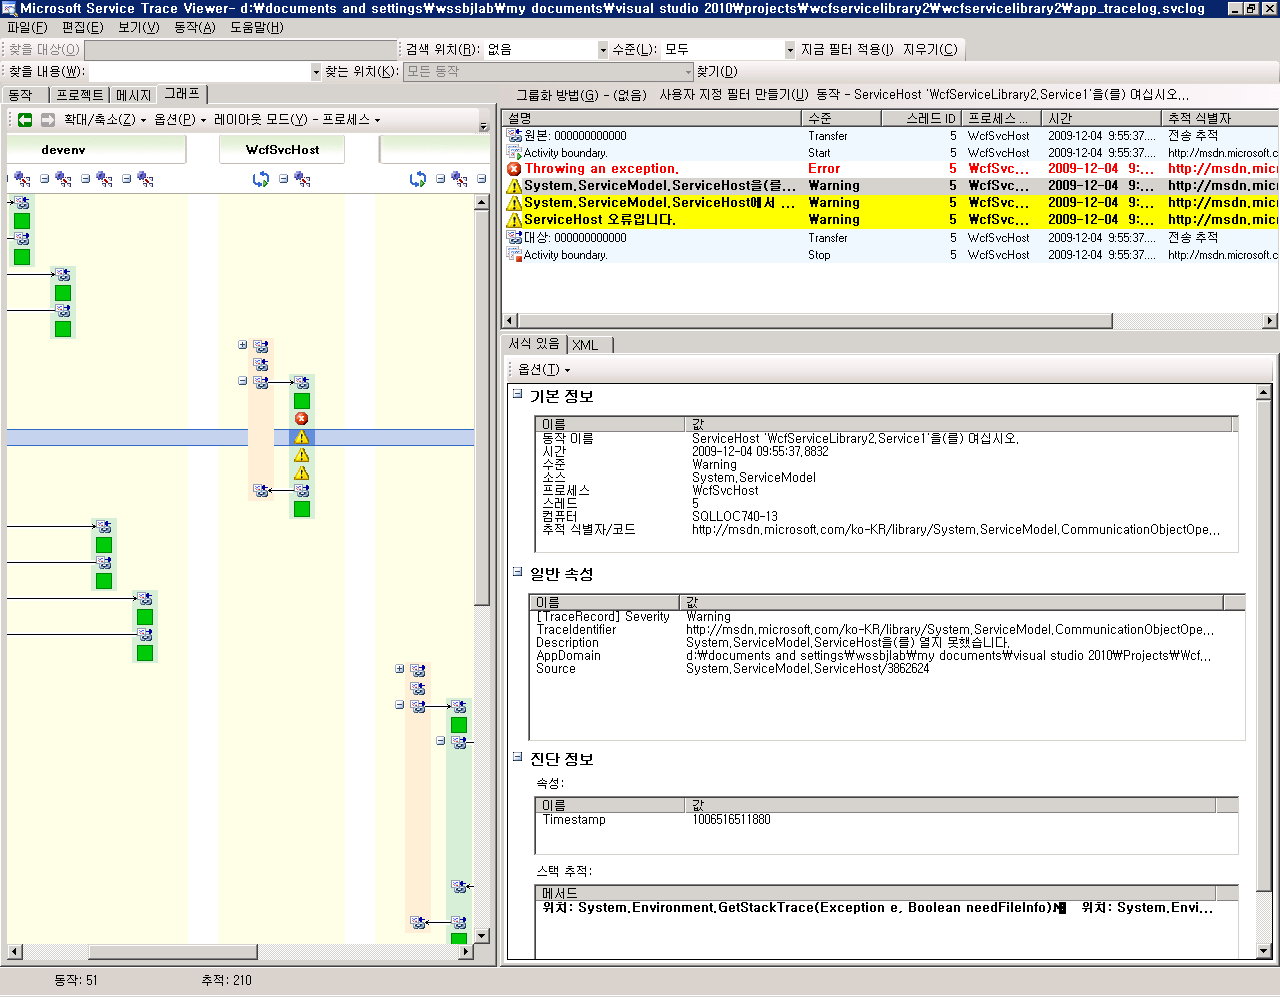 Microsoft Service Trace Viewer- d:₩documents and settings₩wssbjlab₩my documents₩visual studio 2010₩projects₩wcfservicelibrary2₩wcfservicelibrary2₩app_tracelog.svclog
파일(F) 편집(E) 보기(V) 동작(A) 도움말(H)
찾을 대상(O) 검색 위치(R): 없음 수준(L): 모두 지금 필터 적용(I) 지우기(C)
찾을 내용(W): 찾는 위치(K): 모든 동작 찾기(D)
동작 프로젝트 메시지 그래프
확대/축소(Z) 옵션(P) 레이아웃 모드(Y) - 프로세스
devenv WcfSvcHost
그룹화 방법(G) - (없음) 사용자 지정 필터 만들기(U) 동작 - ServiceHost 'WcfServiceLibrary2.Service1'을(를) 여십시오...
설명 수준 스레드 ID 프로세스 ... 시간 추적 식별자
원본: 000000000000 Transfer 5 WcfSvcHost 2009-12-04 9:55:37.... 전송 추적
Activity boundary. Start 5 WcfSvcHost 2009-12-04 9:55:37.... http://msdn.microsoft.c
Throwing an exception. Error 5 WcfSvc... 2009-12-04 9:... http://msdn.mic
System.ServiceModel.ServiceHost을(를... Warning 5 WcfSvc... 2009-12-04 9:... http://msdn.mic
System.ServiceModel.ServiceHost에서 ... Warning 5 WcfSvc... 2009-12-04 9:... http://msdn.mic
ServiceHost 오류입니다. Warning 5 WcfSvc... 2009-12-04 9:... http://msdn.mic
대상: 000000000000 Transfer 5 WcfSvcHost 2009-12-04 9:55:37.... 전송 추적
Activity boundary. Stop 5 WcfSvcHost 2009-12-04 9:55:37.... http://msdn.microsoft.c
서식 있음 XML
옵션(T)
기본 정보
이름 값
동작 이름 ServiceHost 'WcfServiceLibrary2.Service1'을(를) 여십시오.
시간 2009-12-04 09:55:37.8832
수준 Warning
소스 System.ServiceModel
프로세스 WcfSvcHost
스레드 5
컴퓨터 SQLLOC740-13
추적 식별자/코드 http://msdn.microsoft.com/ko-KR/library/System.ServiceModel.CommunicationObjectOpe...
일반 속성
이름 값
[TraceRecord] Severity Warning
TraceIdentifier http://msdn.microsoft.com/ko-KR/library/System.ServiceModel.CommunicationObjectOpe...
Description System.ServiceModel.ServiceHost을(를) 열지 못했습니다.
AppDomain d:₩documents and settings₩wssbjlab₩my documents₩visual studio 2010₩Projects₩Wcf...
Source System.ServiceModel.ServiceHost/3862624
진단 정보
속성:
이름 값
Timestamp 1006516511880
스택 추적:
메서드
위치: System.Environment.GetStackTrace(Exception e, Boolean needFileInfo) 위치: System.Envi...
동작: 51 추적: 210